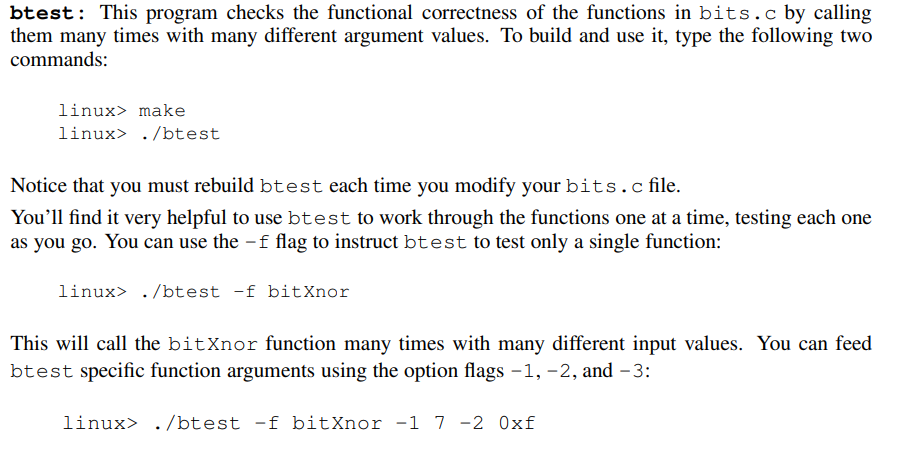 btest: This program checks the functional correctness of the functions in bits.c by calling
them many times with many different argument values. To build and use it, type the following two
commands:
linux> make
linux> ./btest
Notice that you must rebuild btest each time you modify your bits.c file.
You'll find it very helpful to use btest to work through the functions one at a time, testing each one
as you go. You can use the -f flag to instruct btest to test only a single function:
linux> ./btest -f bitXnor
This will call the bitXnor function many times with many different input values. You can feed
btest specific function arguments using the option flags -1, -2, and -3:
linux> ./btest -f bitXnor -1 7 -2 0xf